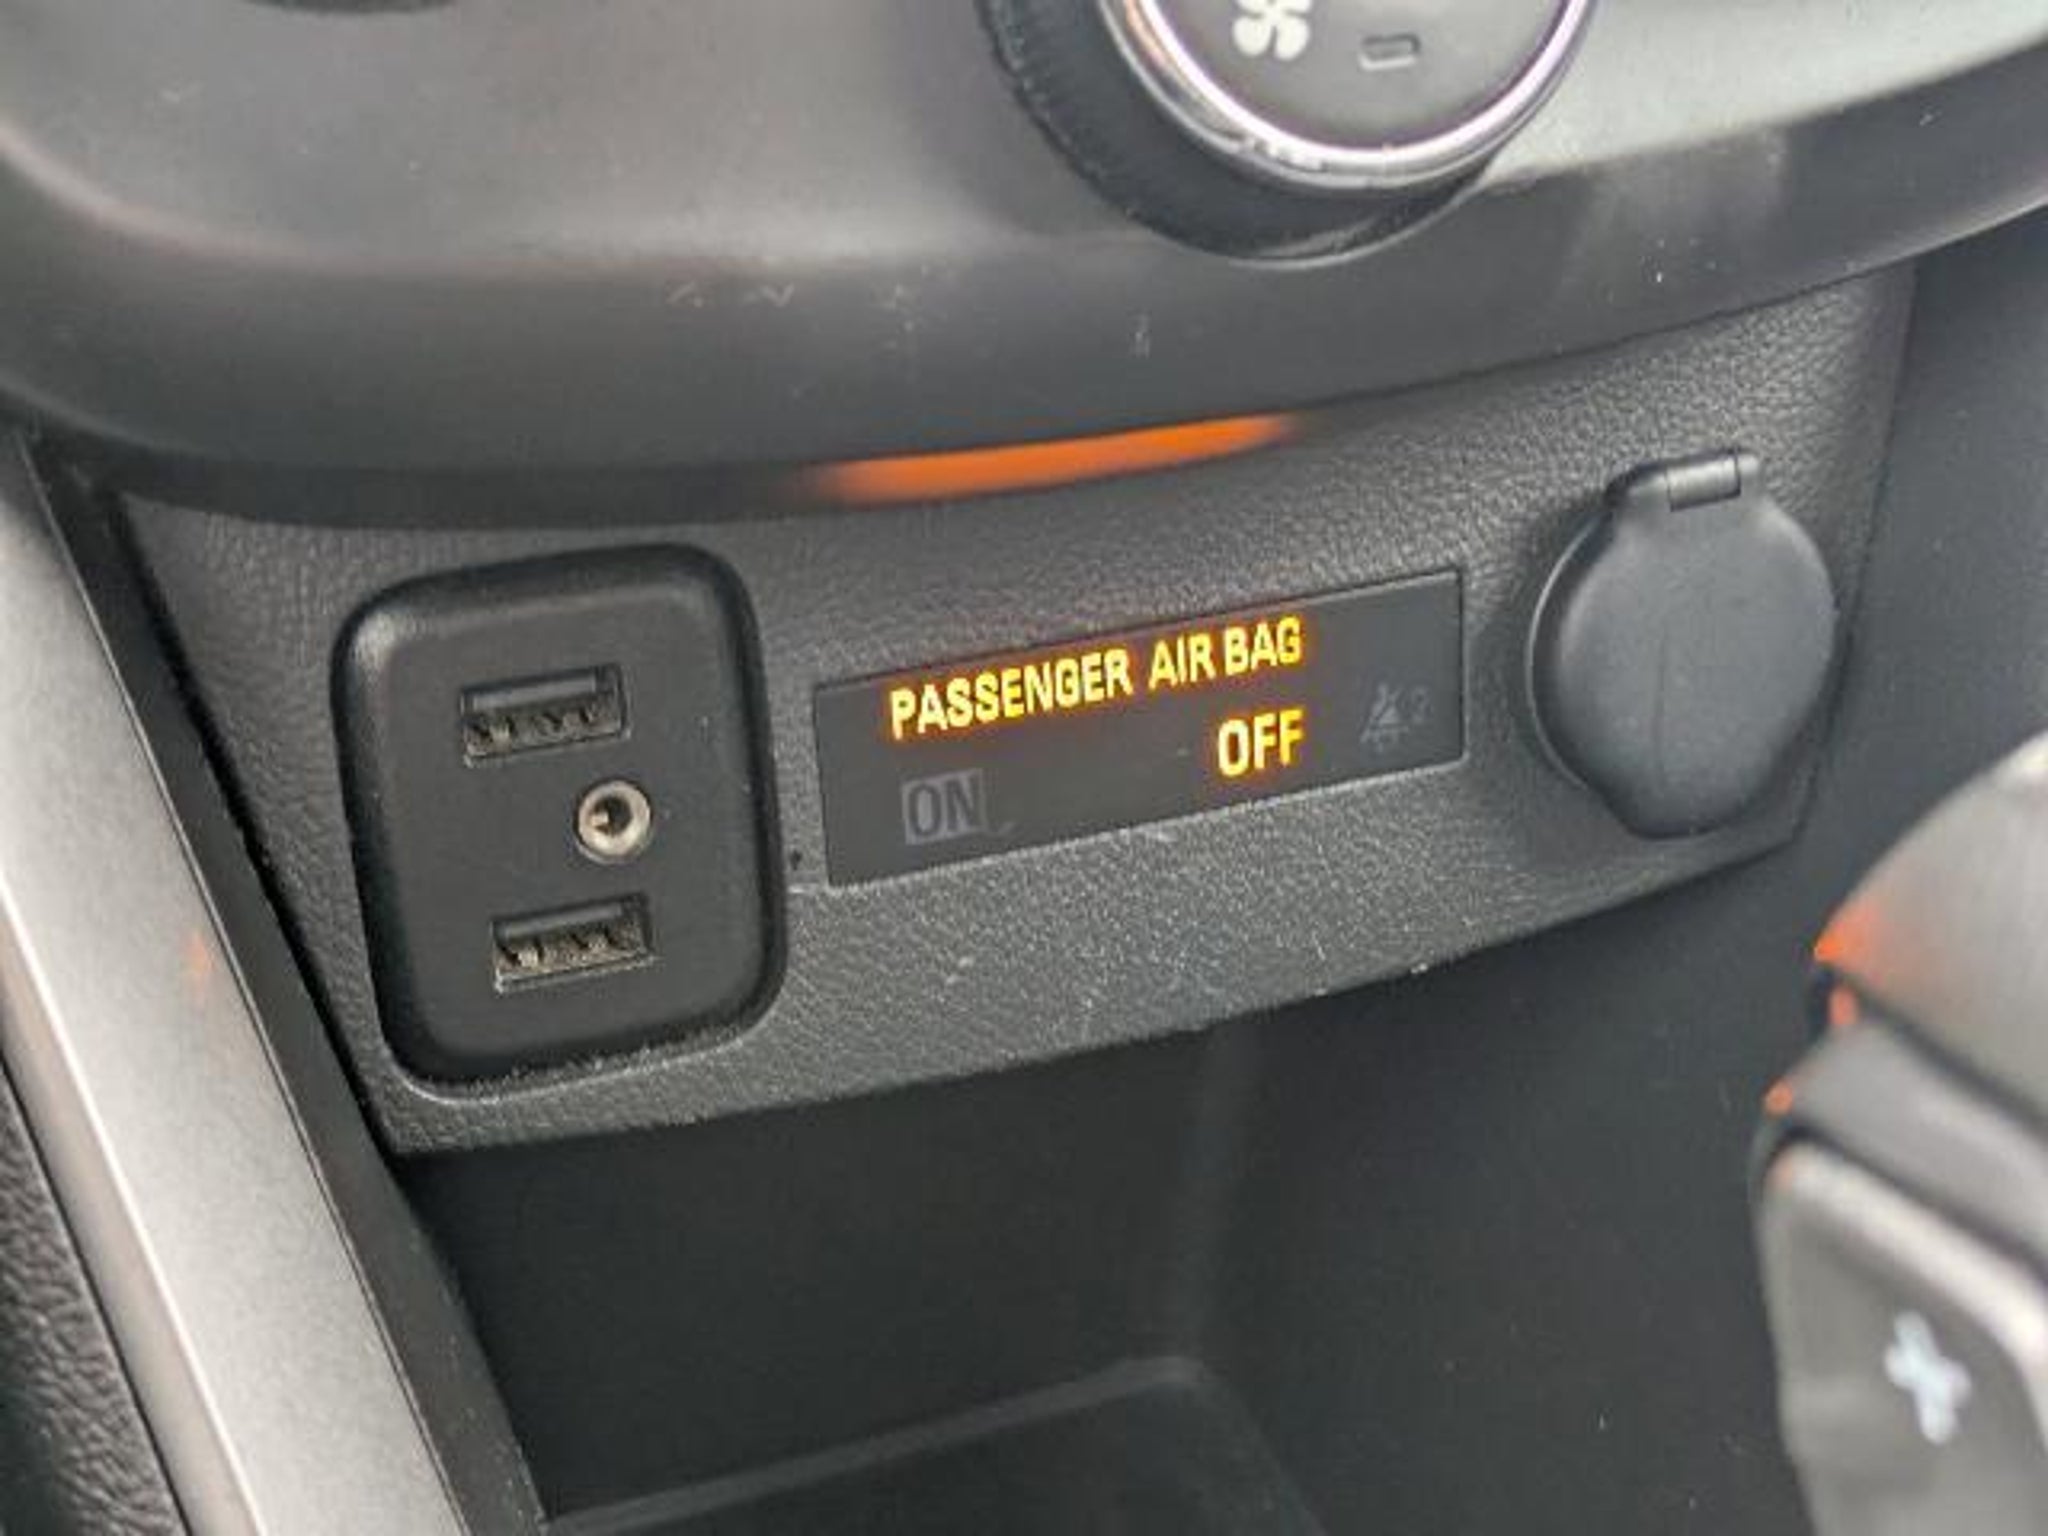 PASSENGER AIR BAG
ON OFF